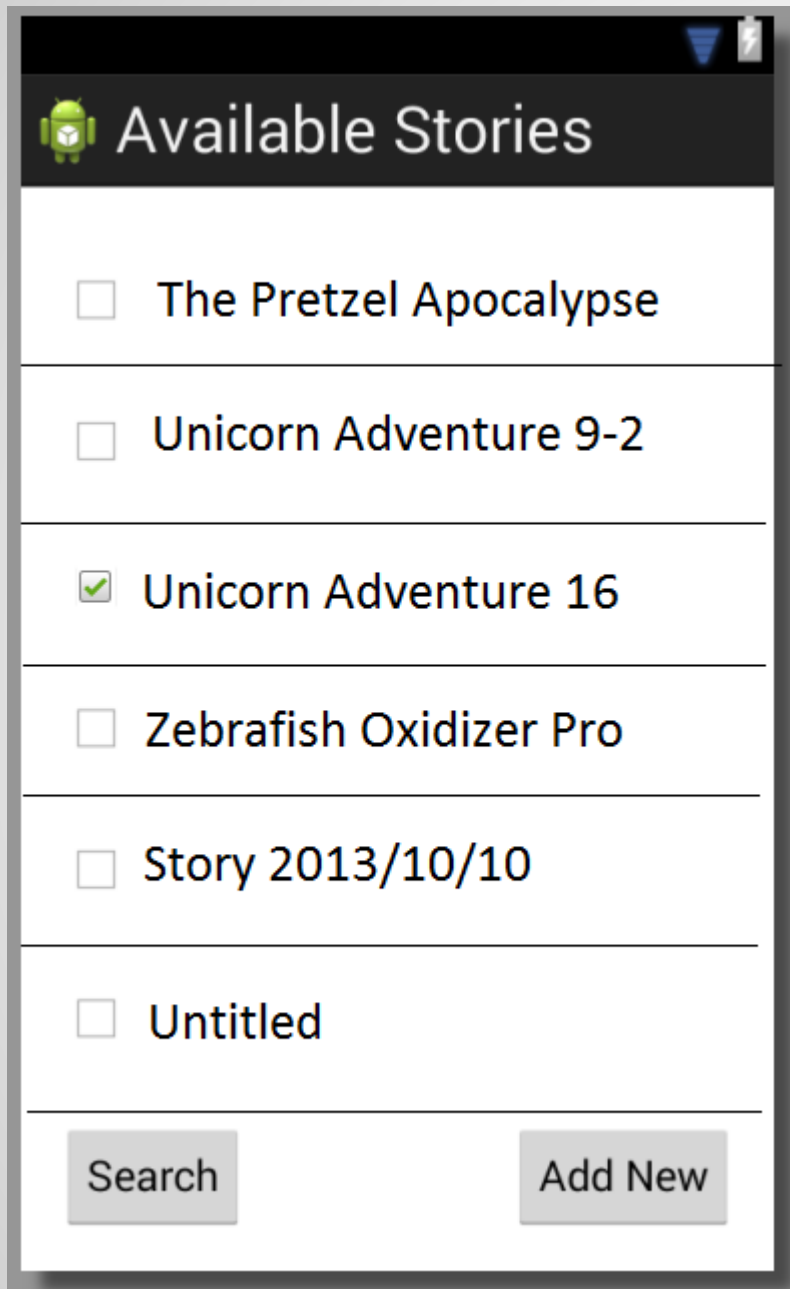 Available Stories
The Pretzel Apocalypse
Unicorn Adventure 9-2
Unicorn Adventure 16
Zebrafish Oxidizer Pro
Story 2013/10/10
Untitled
Search
Add New